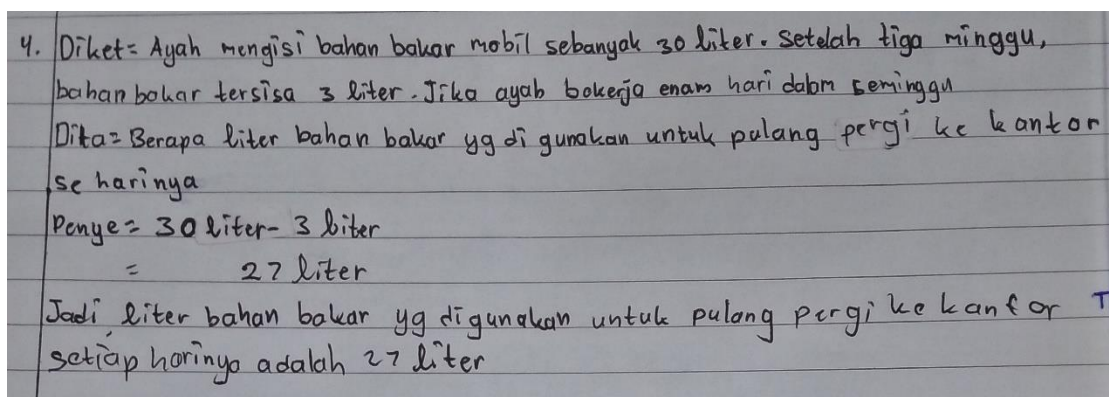 4. Diket = Ayah mengisi bahan bakar mobil sebanyak 30 liter. Setelah tiga minggu,
bahan bakar tersisa 3 liter. Jika ayah bekerja enam hari dalam seminggu
Dita = Berapa liter bahan bakar yg di gunakan untuk pulang pergi ke kantor
se harinya
Penye = 30 liter - 3 liter
= 27 liter
Jadi liter bahan bakar yg digunakan untuk pulang pergi ke kantor T
setiap harinya adalah 27 liter